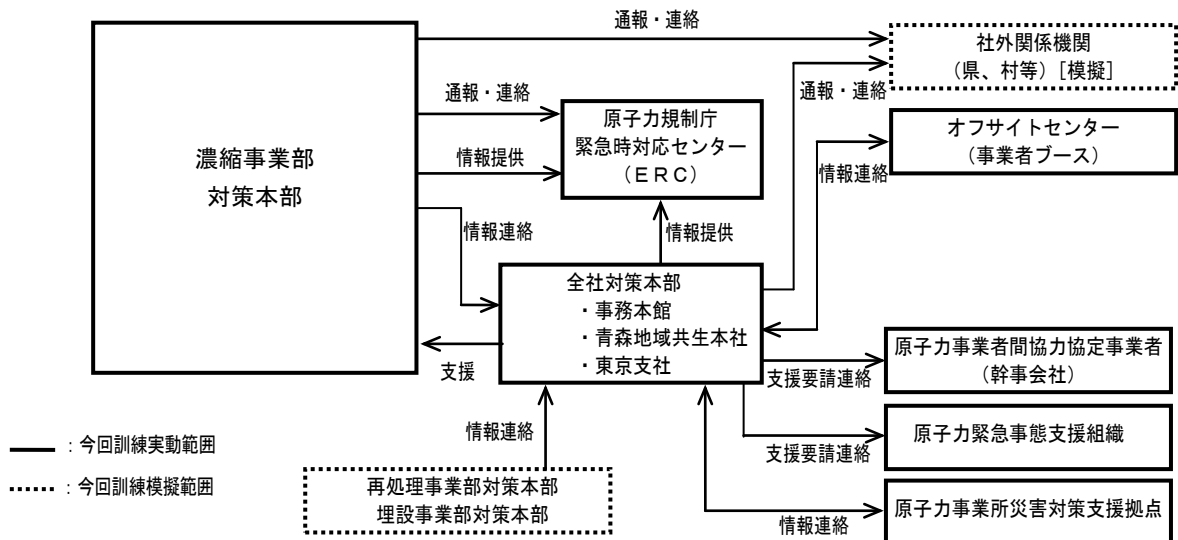 通報・連絡
社外関係機関
（県、村等）［模擬］
通報・連絡
通報・連絡
原子力規制庁
緊急時対応センター
（ＥＲＣ）
オフサイトセンター
（事業者ブース）
濃縮事業部
対策本部
情報提供
情報連絡
情報連絡
情報提供
全社対策本部
・事務本館
・青森地域共生本社
・東京支社
支援
原子力事業者間協力協定事業者
（幹事会社）
支援要請連絡
情報連絡
原子力緊急事態支援組織
支援要請連絡
：今回訓練実動範囲
：今回訓練模擬範囲
再処理事業部対策本部
埋設事業部対策本部
原子力事業所災害対策支援拠点
情報連絡